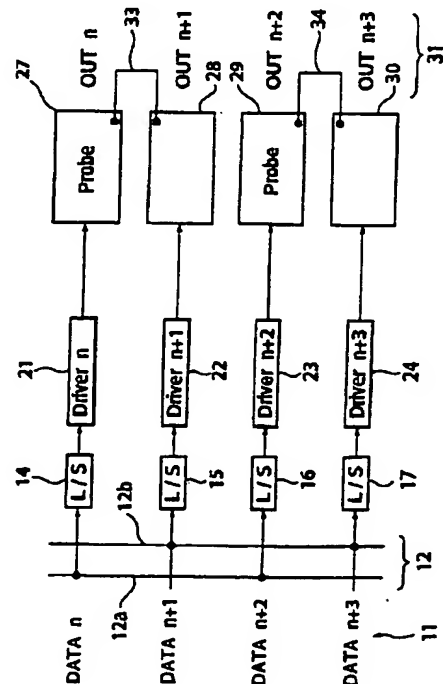 27
33
OUT n
Probe
21
Driver n
14
L / S
DATA n
12b
OUT n+1
28
22
Driver n+1
15
L / S
DATA n+1
12a
29
OUT n+2
34
Probe
23
Driver n+2
16
L / S
DATA n+2
OUT n+3
30
24
Driver n+3
17
L / S
DATA n+3
12
11
31